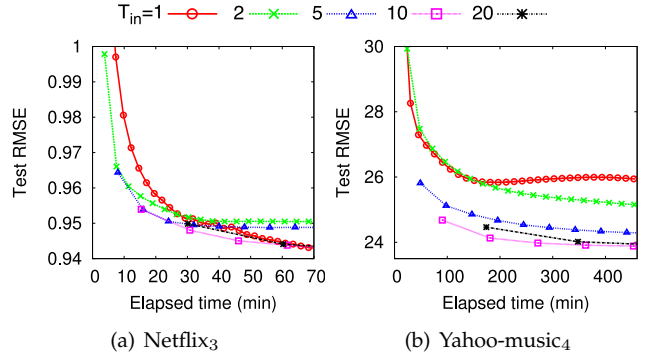 T_in=1 2 5 10 20
Test RMSE
1
0.99
0.98
0.97
0.96
0.95
0.94
0 10 20 30 40 50 60 70
Elapsed time (min)
(a) Netflix₃
Test RMSE
30
28
26
24
0 100 200 300 400
Elapsed time (min)
(b) Yahoo-music₄